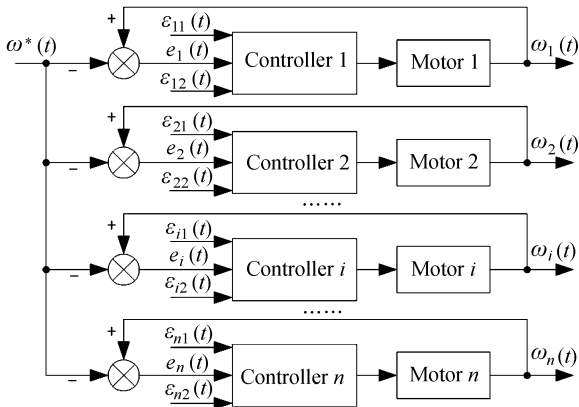 +
ω*(t)
−
ε₁₁(t)
e₁(t)
ε₁₂(t)
Controller 1
Motor 1
ω₁(t)
+
−
ε₂₁(t)
e₂(t)
ε₂₂(t)
Controller 2
Motor 2
ω₂(t)
......
+
−
εᵢ₁(t)
eᵢ(t)
εᵢ₂(t)
Controller i
Motor i
ωᵢ(t)
......
+
−
εₙ₁(t)
eₙ(t)
εₙ₂(t)
Controller n
Motor n
ωₙ(t)